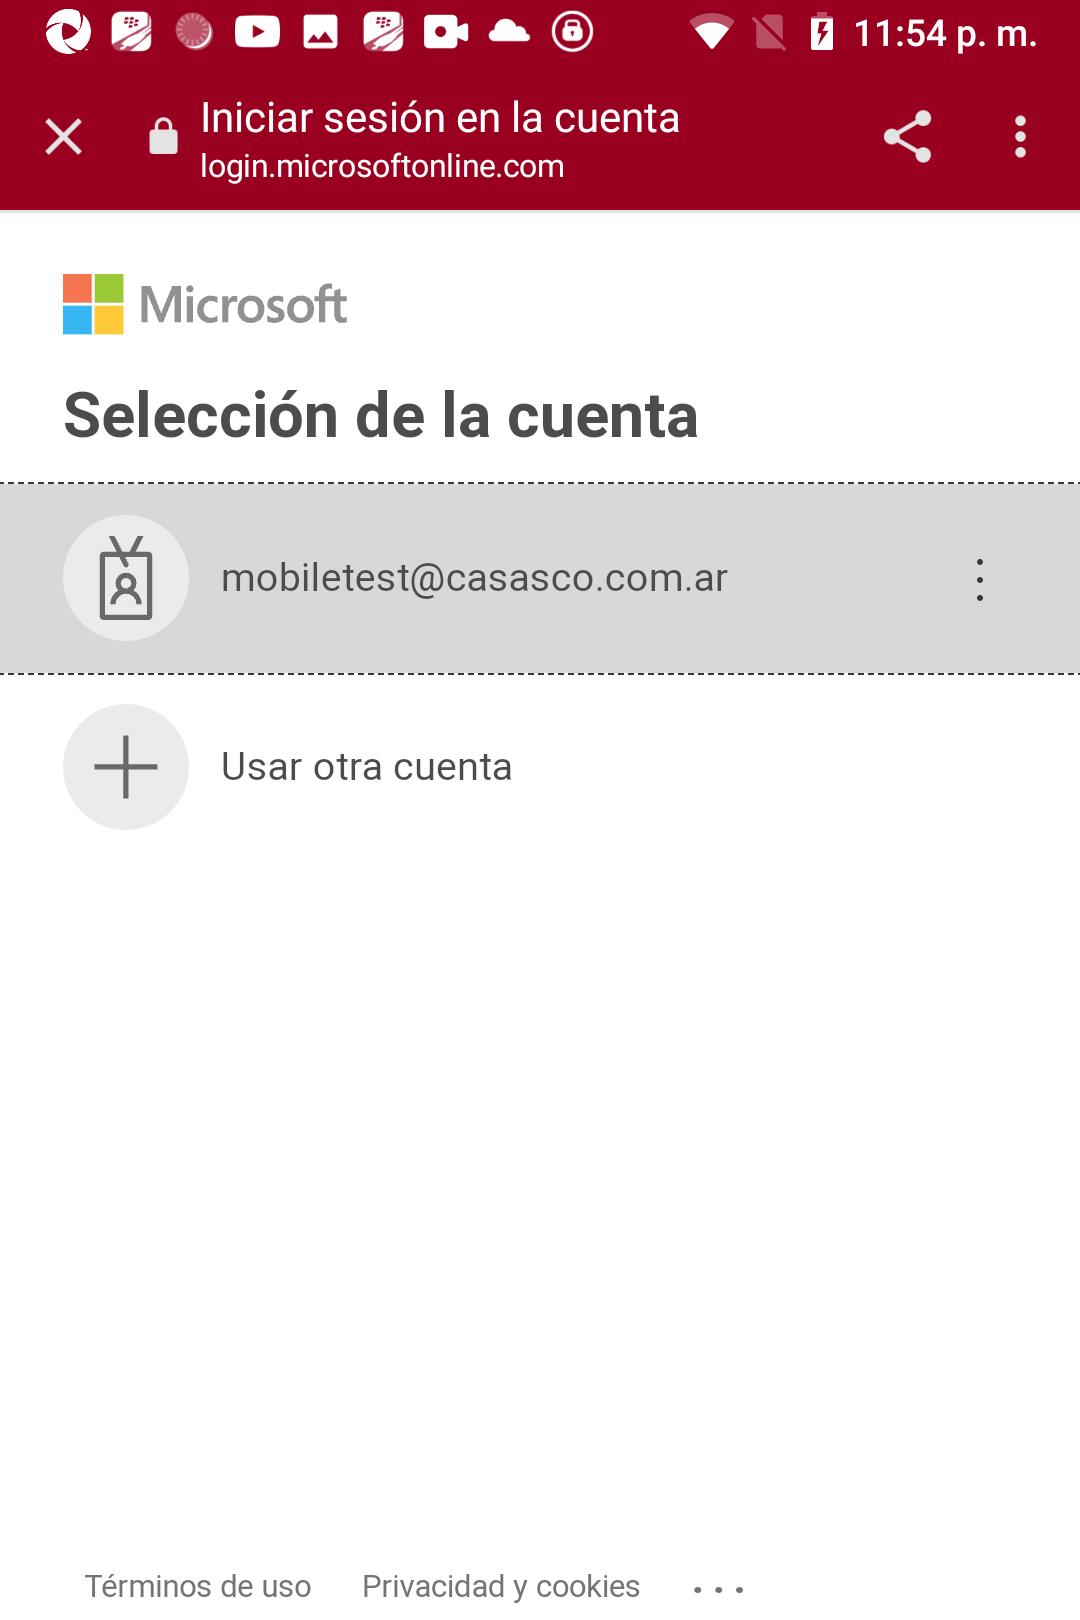 11:54 p. m.
Iniciar sesión en la cuenta
login.microsoftonline.com
Microsoft
Selección de la cuenta
mobiletest@casasco.com.ar
Usar otra cuenta
Términos de uso Privacidad y cookies ...